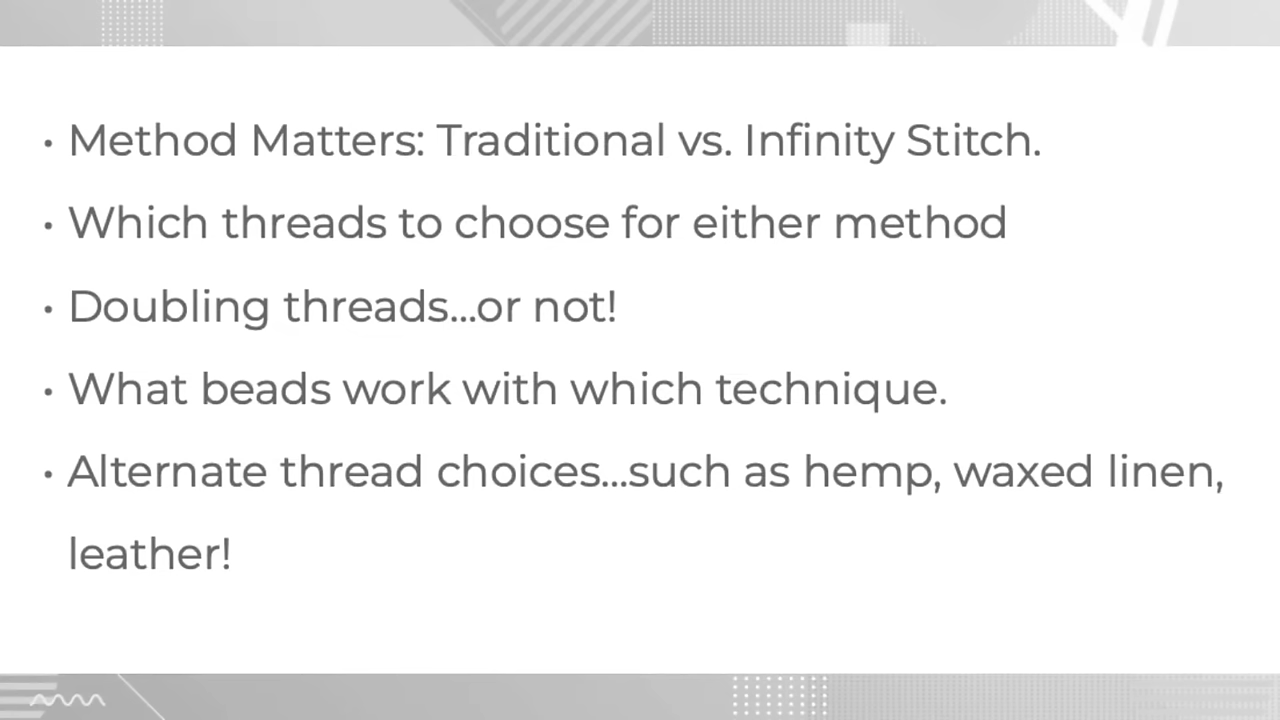 • Method Matters: Traditional vs. Infinity Stitch.
• Which threads to choose for either method
• Doubling threads...or not!
• What beads work with which technique.
• Alternate thread choices...such as hemp, waxed linen,
leather!